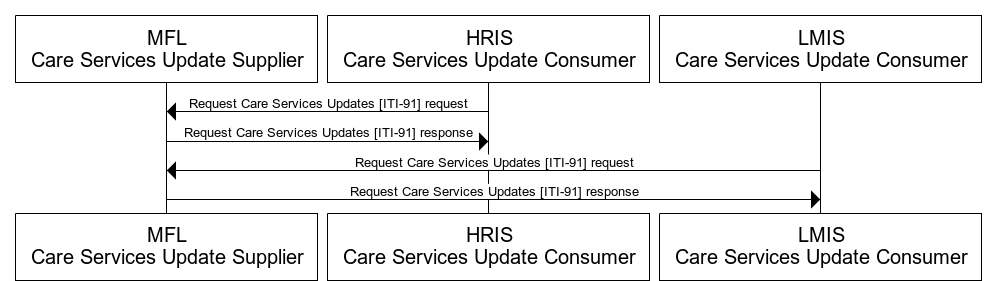 MFL
Care Services Update Supplier
HRIS
Care Services Update Consumer
LMIS
Care Services Update Consumer
Request Care Services Updates [ITI-91] request
Request Care Services Updates [ITI-91] response
Request Care Services Updates [ITI-91] request
Request Care Services Updates [ITI-91] response
MFL
Care Services Update Supplier
HRIS
Care Services Update Consumer
LMIS
Care Services Update Consumer